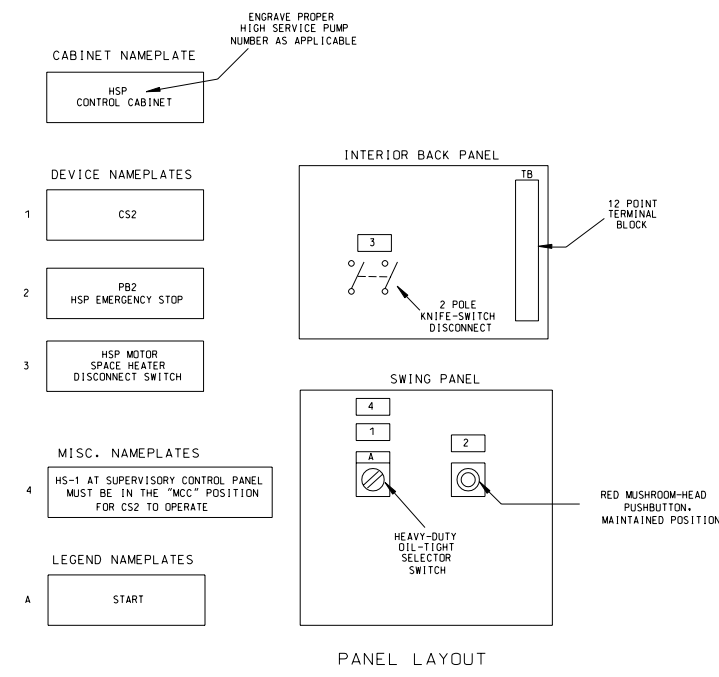 ENGRAVE PROPER
HIGH SERVICE PUMP
NUMBER AS APPLICABLE
CABINET NAMEPLATE
HSP
CONTROL CABINET
DEVICE NAMEPLATES
1
CS2
2
PB2
HSP EMERGENCY STOP
3
HSP MOTOR
SPACE HEATER
DISCONNECT SWITCH
MISC. NAMEPLATES
4
HS-1 AT SUPERVISORY CONTROL PANEL
MUST BE IN THE "MCC" POSITION
FOR CS2 TO OPERATE
LEGEND NAMEPLATES
A
START
INTERIOR BACK PANEL
TB
12 POINT
TERMINAL
BLOCK
3
2 POLE
KNIFE-SWITCH
DISCONNECT
SWING PANEL
4
1
A
2
HEAVY-DUTY
OIL-TIGHT
SELECTOR
SWITCH
RED MUSHROOM-HEAD
PUSHBUTTON.
MAINTAINED POSITION
PANEL LAYOUT